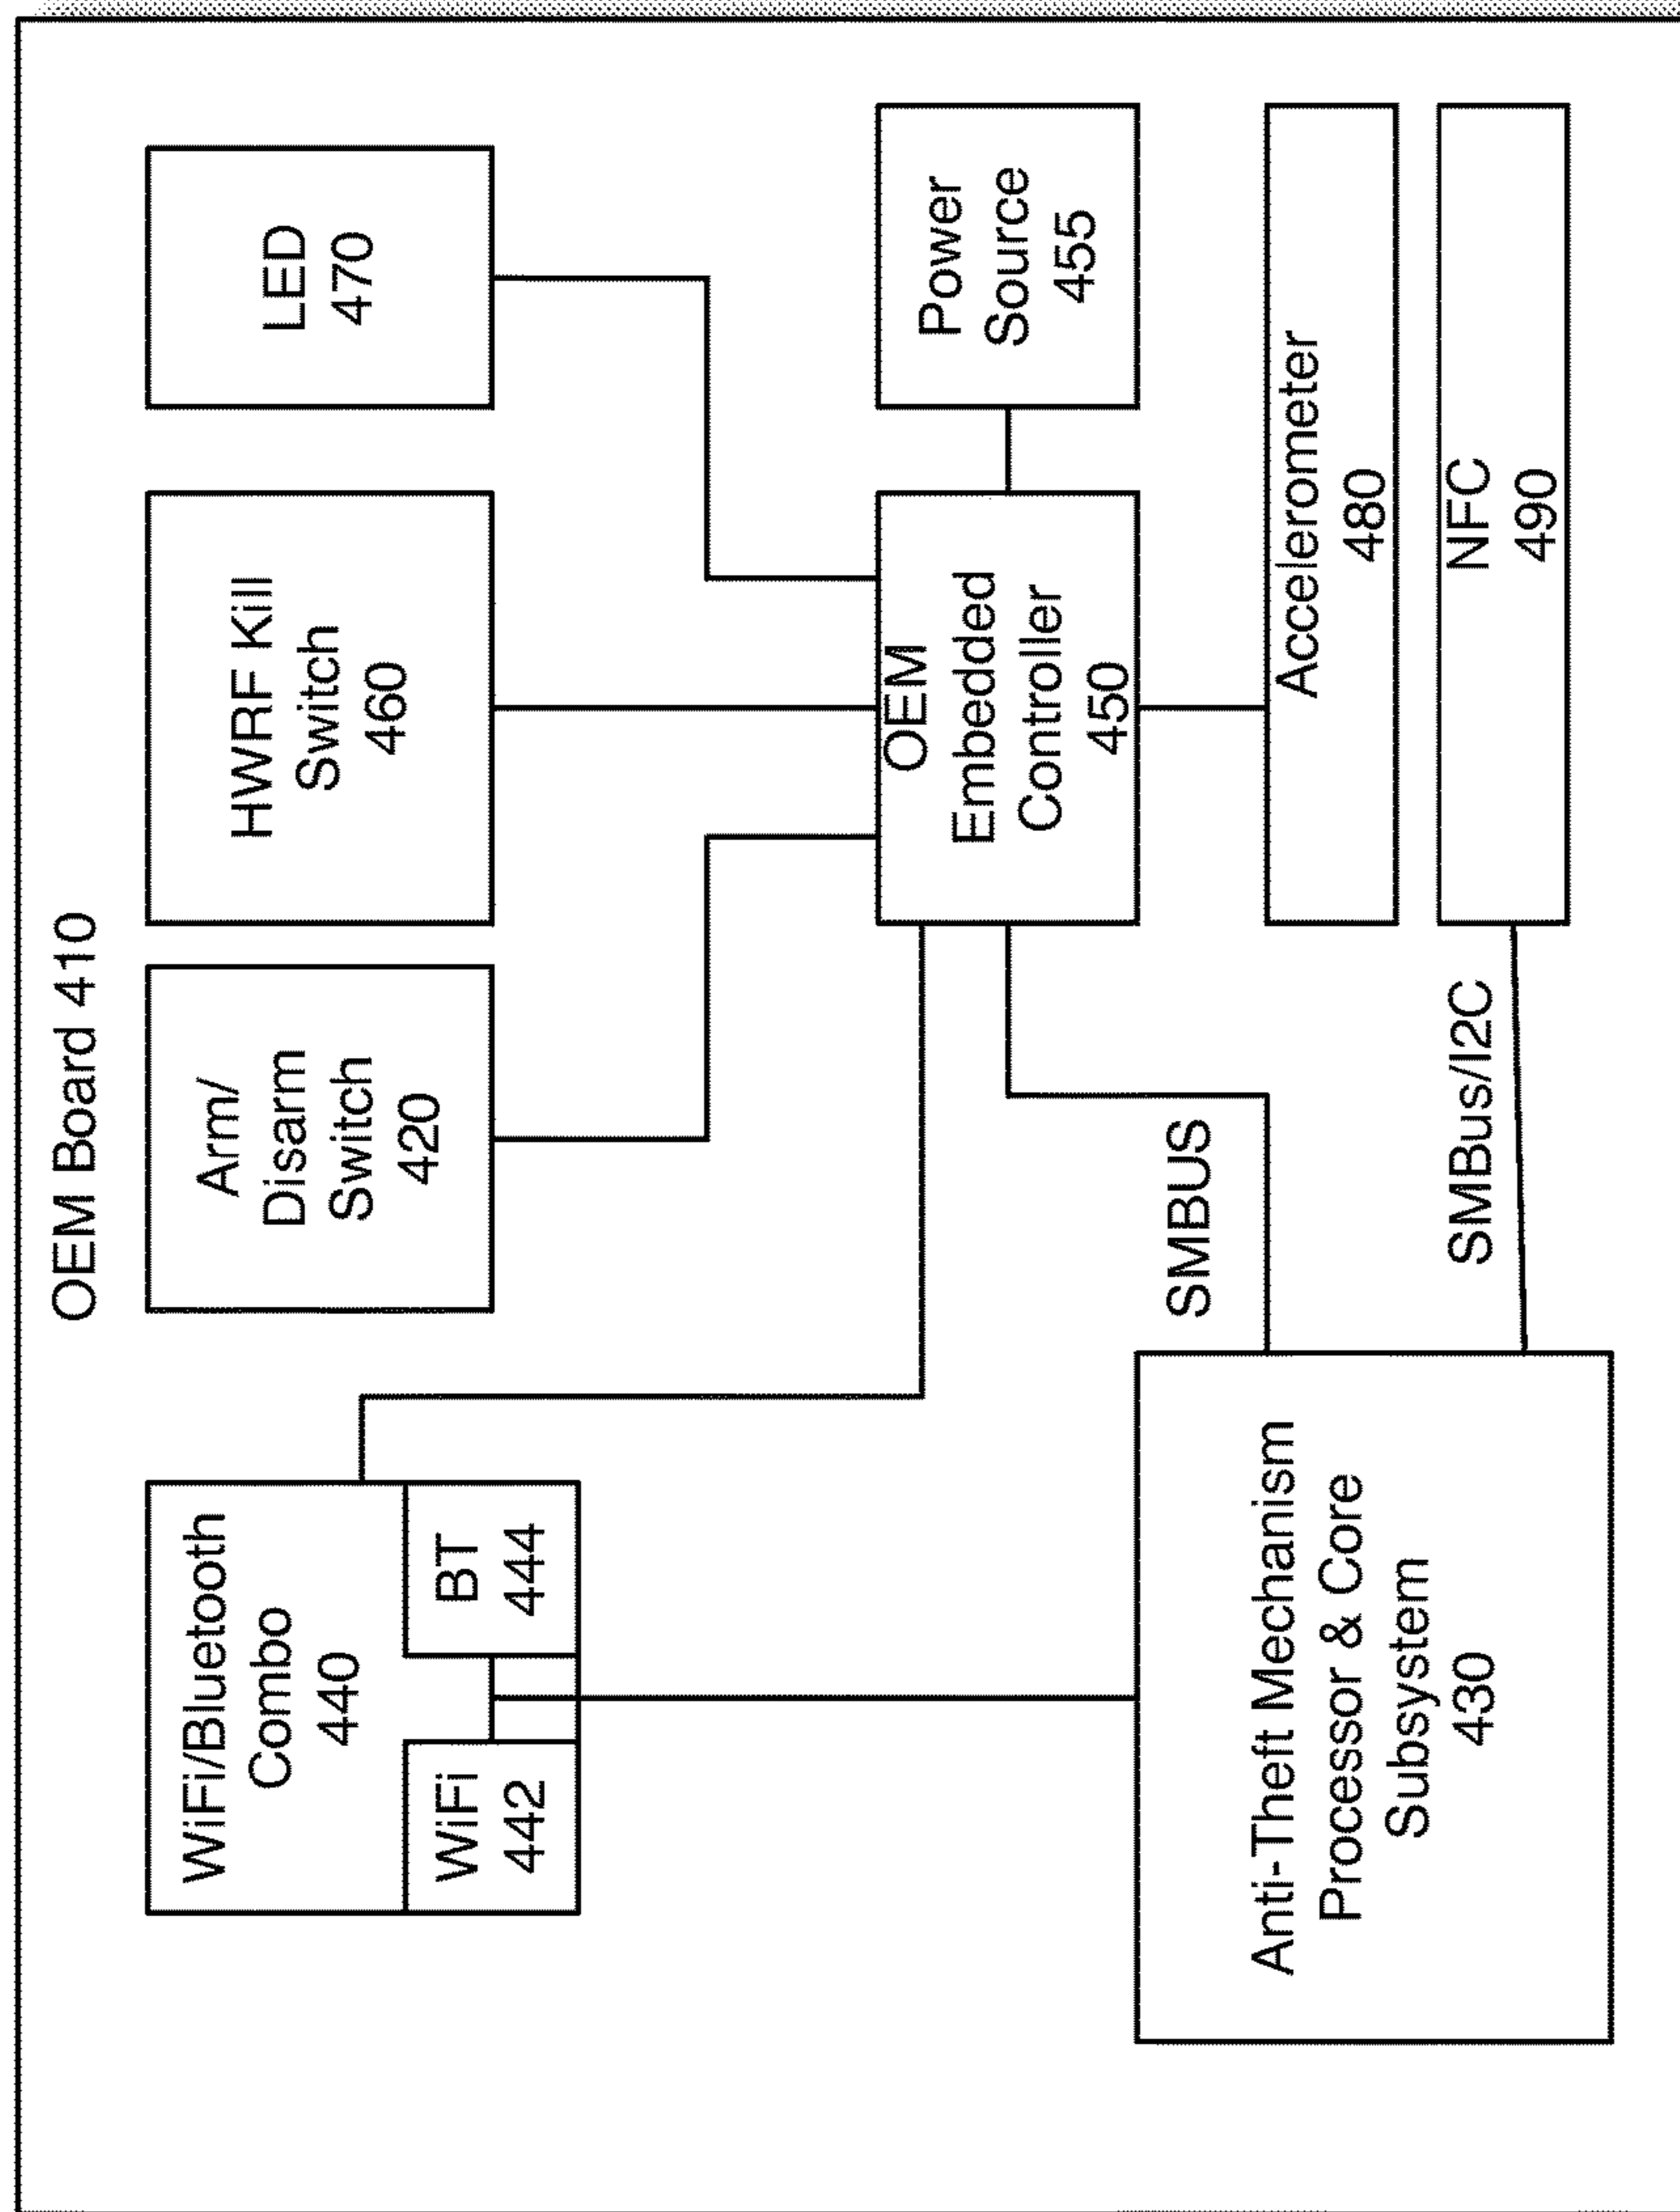 OEM Board 410
WiFi/Bluetooth
Combo
440
WiFi
442
BT
444
Arm/
Disarm
Switch
420
HWRF Kill
Switch
460
LED
470
OEM
Embedded
Controller
450
Power
Source
455
SMBUS
Anti-Theft Mechanism
Processor & Core
Subsystem
430
SMBus/I2C
Accelerometer
480
NFC
490